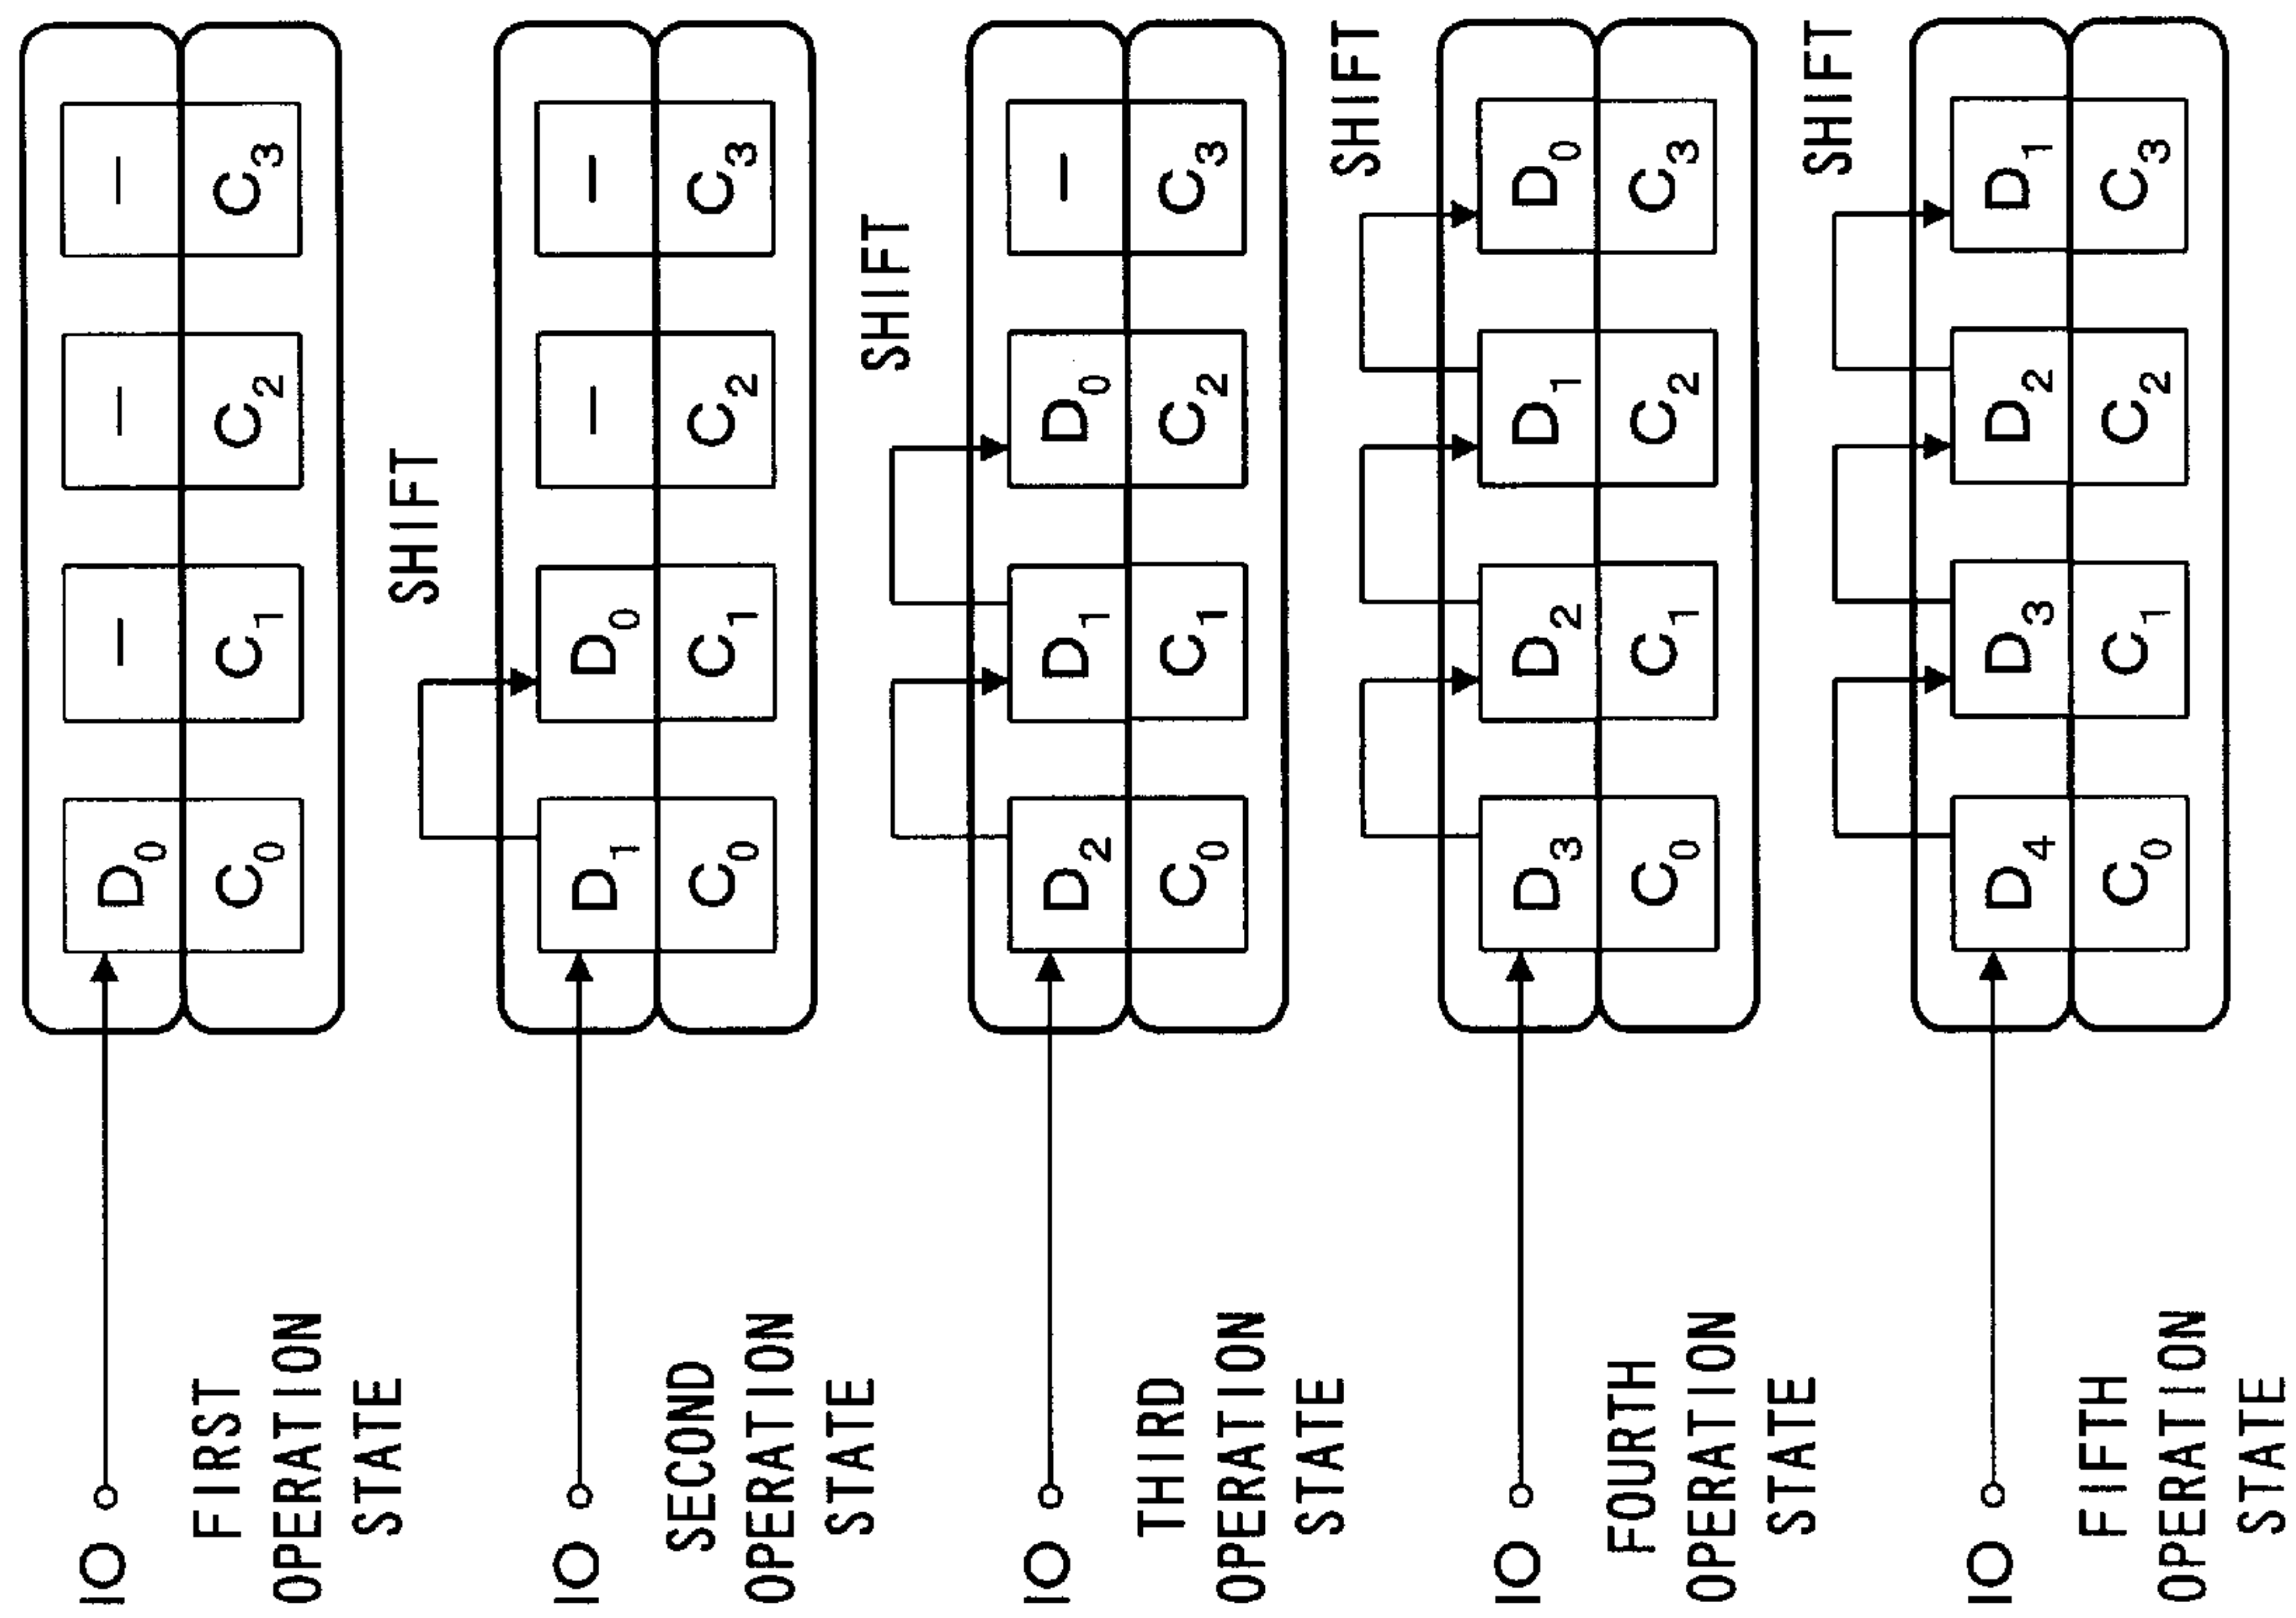 IO D₀ – – –
C₀ C₁ C₂ C₃
FIRST
OPERATION
STATE
SHIFT
IO D₁ D₀ – –
C₀ C₁ C₂ C₃
SECOND
OPERATION
STATE
SHIFT
IO D₂ D₁ D₀ –
C₀ C₁ C₂ C₃
THIRD
OPERATION
STATE
SHIFT
IO D₃ D₂ D₁ D₀
C₀ C₁ C₂ C₃
FOURTH
OPERATION
STATE
SHIFT
IO D₄ D₃ D₂ D₁
C₀ C₁ C₂ C₃
FIFTH
OPERATION
STATE